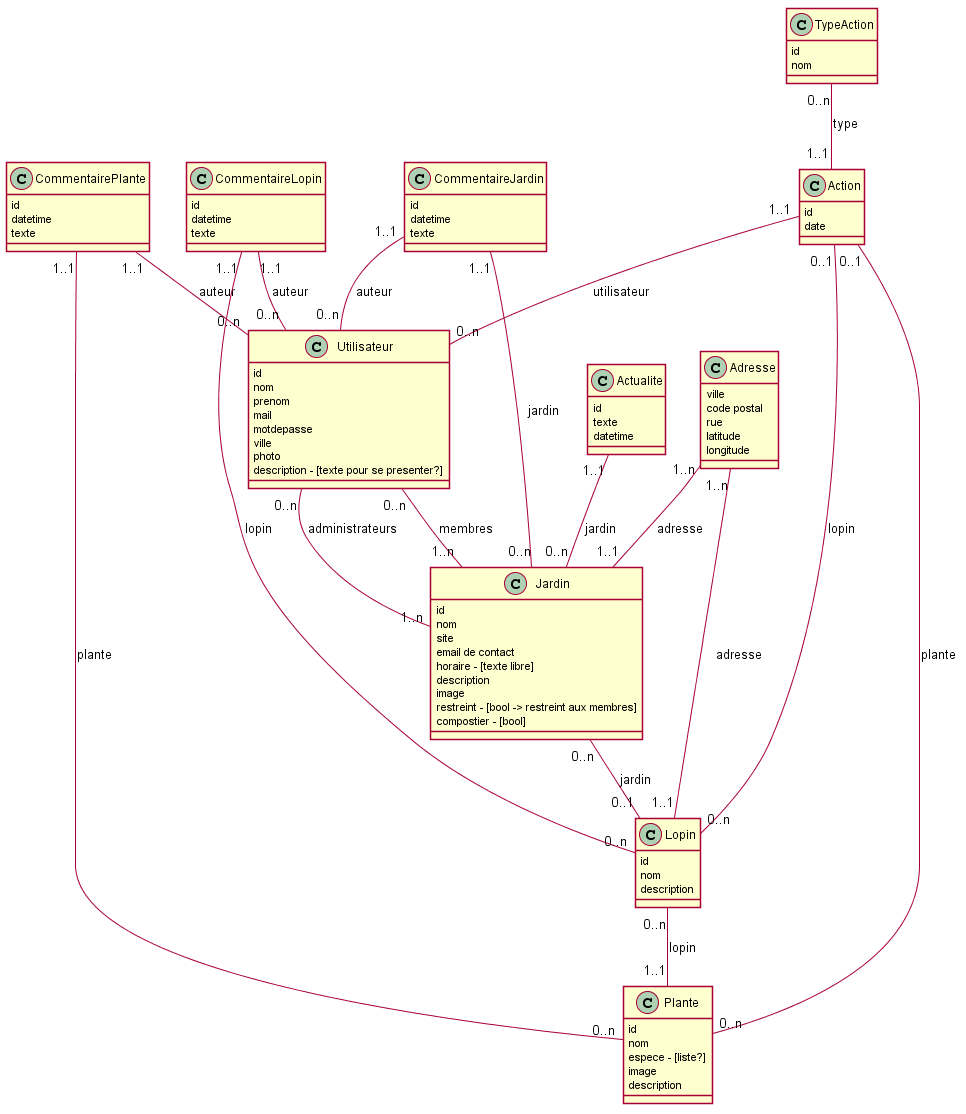 C TypeAction
id
nom
0..n
type
1..1
C CommentairePlante
id
datetime
texte
C CommentaireLopin
id
datetime
texte
C CommentaireJardin
id
datetime
texte
C Action
id
date
1..1
1..1
1..1
1..1
1..1
1..1
1..1
0..1
0..1
auteur
auteur
auteur
utilisateur
0..n
0..n
0..n
0..n
C Utilisateur
id
nom
prenom
mail
motdepasse
ville
photo
description - [texte pour se presenter?]
C Actualite
id
texte
datetime
C Adresse
ville
code postal
rue
latitude
longitude
jardin
1..1
1..n
1..n
0..n
0..n
lopin
administrateurs
membres
jardin
adresse
lopin
1..n
0..n
0..n
1..1
1..n
C Jardin
id
nom
site
email de contact
horaire - [texte libre]
description
image
restreint - [bool -> restreint aux membres]
compostier - [bool]
plante
adresse
plante
0..n
jardin
0..1
1..1
0..n
0..n
C Lopin
id
nom
description
0..n
lopin
1..1
C Plante
id
nom
espece - [liste?]
image
description
0..n
0..n